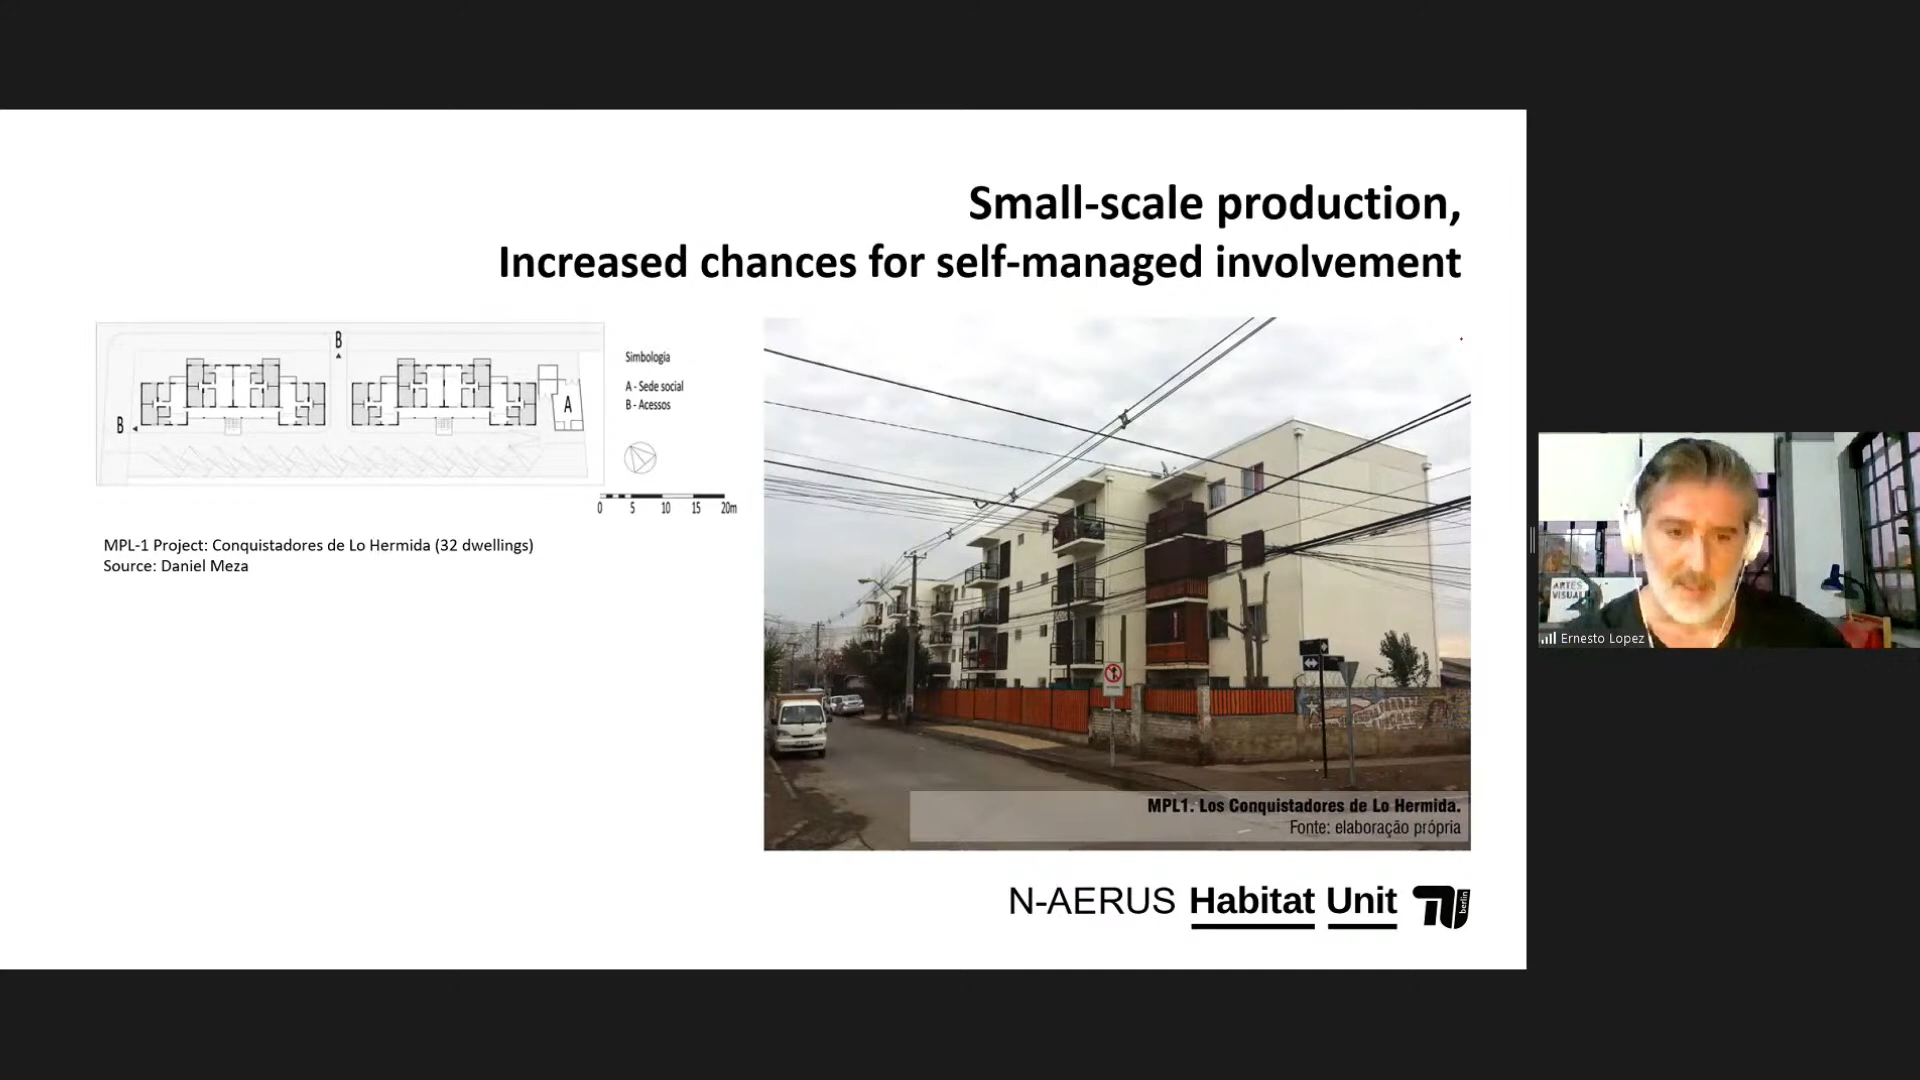 Small-scale production,
Increased chances for self-managed involvement
B
B
A
Simbologia
A - Sede social
B - Acessos
0 5 10 15 20m
MPL-1 Project: Conquistadores de Lo Hermida (32 dwellings)
Source: Daniel Meza
MPL1. Los Conquistadores de Lo Hermida.
Fonte: elaboração própria
N-AERUS Habitat Unit
berlin
ARTES
VISUAL
Ernesto Lopez